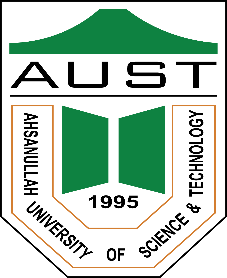 AUST
1995
AHSANULLAH UNIVERSITY OF SCIENCE & TECHNOLOGY